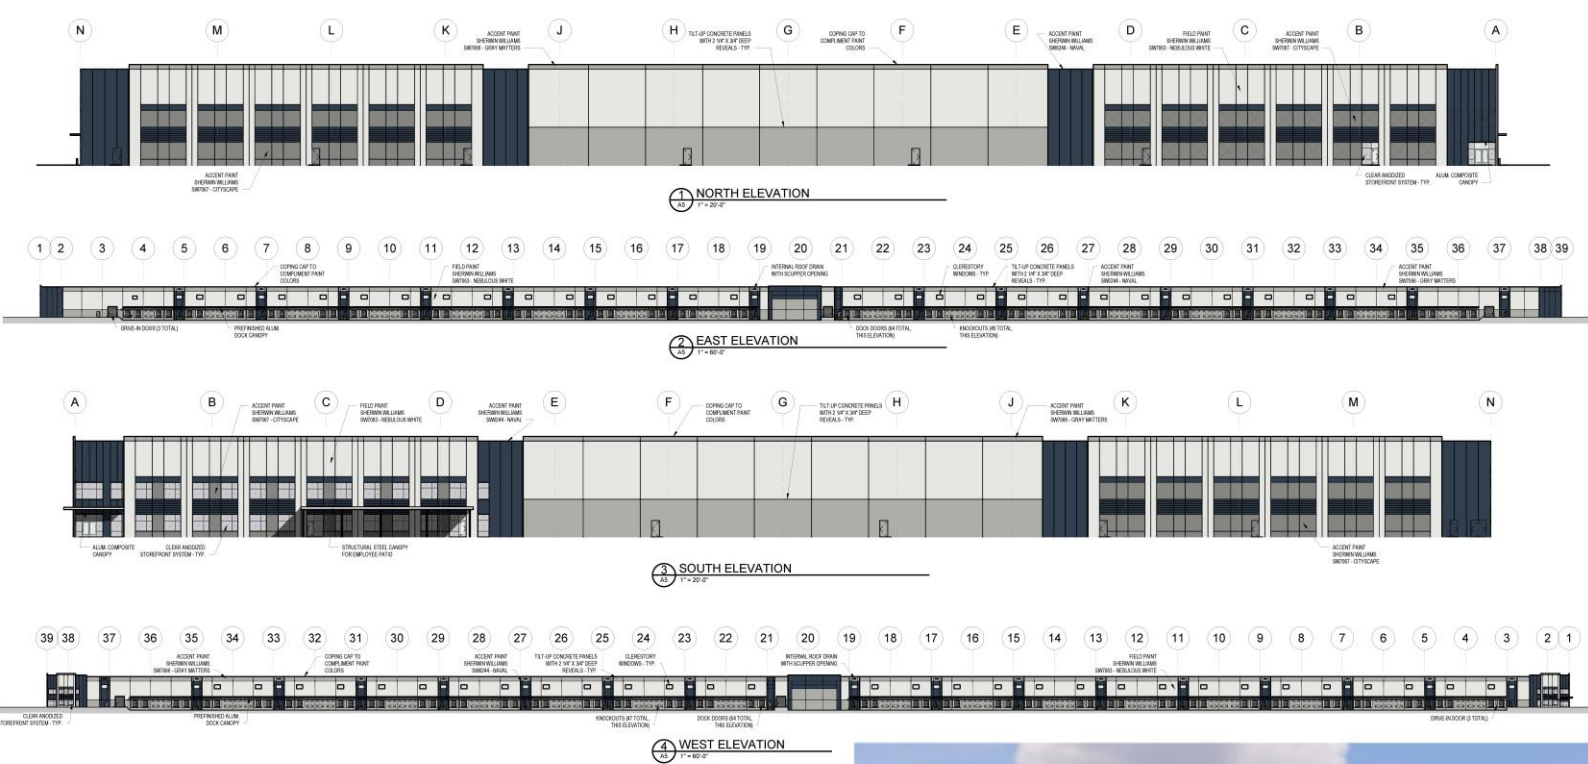 N M L K J H G F E D C B A
ACCENT PAINT
SHERWIN WILLIAMS
SW7066 - GRAY MATTERS
TILT-UP CONCRETE PANELS
WITH 2 1/4" X 3/4" DEEP
REVEALS - TYP.
COPING CAP TO
COMPLIMENT PAINT
COLORS
ACCENT PAINT
SHERWIN WILLIAMS
SW6244 - NAVAL
FIELD PAINT
SHERWIN WILLIAMS
SW7063 - NEBULOUS WHITE
ACCENT PAINT
SHERWIN WILLIAMS
SW7067 - CITYSCAPE
ACCENT PAINT
SHERWIN WILLIAMS
SW7067 - CITYSCAPE
CLEAR ANODIZED
STOREFRONT SYSTEM - TYP.
ALUM. COMPOSITE
CANOPY
1 NORTH ELEVATION
A5 1" = 20'-0"
1 2 3 4 5 6 7 8 9 10 11 12 13 14 15 16 17 18 19 20 21 22 23 24 25 26 27 28 29 30 31 32 33 34 35 36 37 38 39
COPING CAP TO
COMPLIMENT PAINT
COLORS
FIELD PAINT
SHERWIN WILLIAMS
SW7063 - NEBULOUS WHITE
INTERNAL ROOF DRAIN
WITH SCUPPER OPENING
CLERESTORY
WINDOWS - TYP.
TILT-UP CONCRETE PANELS
WITH 2 1/4" X 3/4" DEEP
REVEALS - TYP.
ACCENT PAINT
SHERWIN WILLIAMS
SW6244 - NAVAL
ACCENT PAINT
SHERWIN WILLIAMS
SW7066 - GRAY MATTERS
DRIVE-IN DOOR (3 TOTAL)
PREFINISHED ALUM.
DOCK CANOPY
DOCK DOORS (64 TOTAL,
THIS ELEVATION)
KNOCKOUTS (45 TOTAL,
THIS ELEVATION)
2 EAST ELEVATION
A5 1" = 60'-0"
A B C D E F G H J K L M N
ACCENT PAINT
SHERWIN WILLIAMS
SW7067 - CITYSCAPE
FIELD PAINT
SHERWIN WILLIAMS
SW7063 - NEBULOUS WHITE
ACCENT PAINT
SHERWIN WILLIAMS
SW6244 - NAVAL
COPING CAP TO
COMPLIMENT PAINT
COLORS
TILT-UP CONCRETE PANELS
WITH 2 1/4" X 3/4" DEEP
REVEALS - TYP.
ACCENT PAINT
SHERWIN WILLIAMS
SW7066 - GRAY MATTERS
ALUM. COMPOSITE
CANOPY
CLEAR ANODIZED
STOREFRONT SYSTEM - TYP.
STRUCTURAL STEEL CANOPY
FOR EMPLOYEE PATIO
ACCENT PAINT
SHERWIN WILLIAMS
SW7067 - CITYSCAPE
3 SOUTH ELEVATION
A5 1" = 20'-0"
39 38 37 36 35 34 33 32 31 30 29 28 27 26 25 24 23 22 21 20 19 18 17 16 15 14 13 12 11 10 9 8 7 6 5 4 3 2 1
ACCENT PAINT
SHERWIN WILLIAMS
SW7066 - GRAY MATTERS
COPING CAP TO
COMPLIMENT PAINT
COLORS
ACCENT PAINT
SHERWIN WILLIAMS
SW6244 - NAVAL
TILT-UP CONCRETE PANELS
WITH 2 1/4" X 3/4" DEEP
REVEALS - TYP.
CLERESTORY
WINDOWS - TYP.
INTERNAL ROOF DRAIN
WITH SCUPPER OPENING
FIELD PAINT
SHERWIN WILLIAMS
SW7063 - NEBULOUS WHITE
CLEAR ANODIZED
STOREFRONT SYSTEM - TYP.
PREFINISHED ALUM.
DOCK CANOPY
KNOCKOUTS (47 TOTAL,
THIS ELEVATION)
DOCK DOORS (64 TOTAL,
THIS ELEVATION)
DRIVE-IN DOOR (3 TOTAL)
4 WEST ELEVATION
A5 1" = 60'-0"